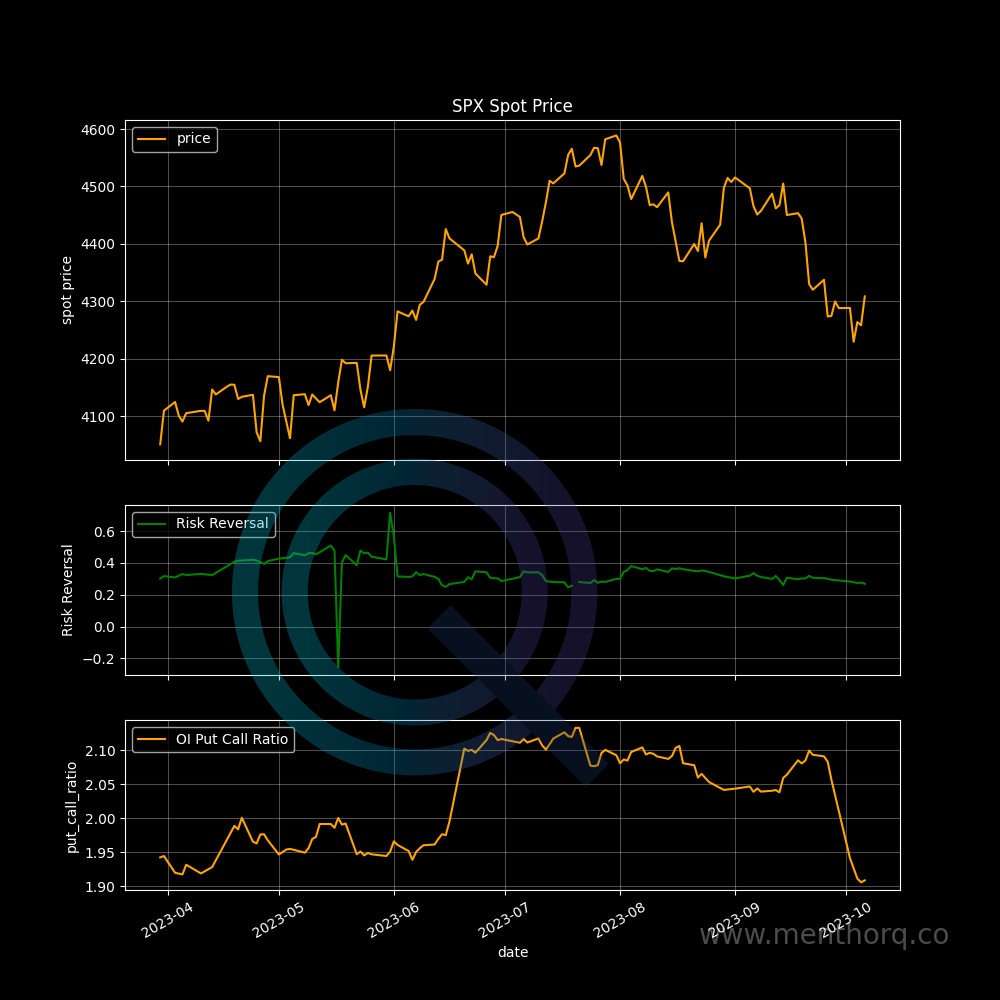 SPX Spot Price
price
4600
4500
4400
4300
4200
4100
spot price
Risk Reversal
0.6
0.4
0.2
0.0
−0.2
Risk Reversal
OI Put Call Ratio
2.10
2.05
2.00
1.95
1.90
put_call_ratio
2023-04 2023-05 2023-06 2023-07 2023-08 2023-09 2023-10
date
www.menthorq.co